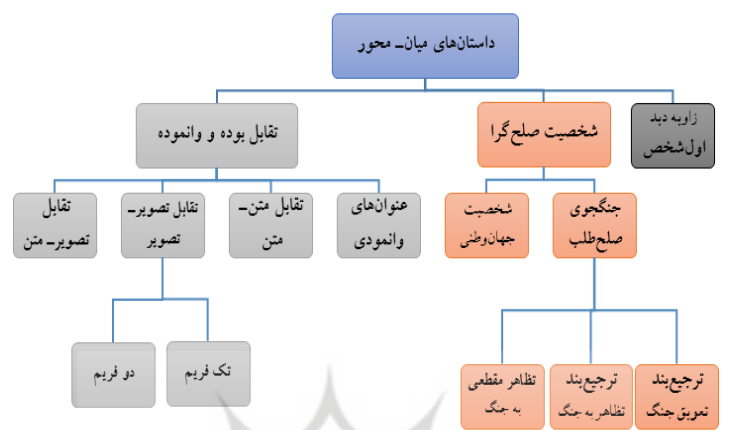 داستان‌های میان‌ـ محور
زاویه دید
اول‌شخص
شخصیت صلح‌گرا
تقابل بوده و وانموده
جنگجوی
صلح‌طلب
شخصیت
جهان‌وطنی
عنوان‌های
وانمودی
تقابل متن‌ـ
متن
تقابل تصویر‌ـ
تصویر
تقابل
تصویر‌ـ متن
ترجیع‌بند
تعویق جنگ
ترجیع‌بند
تظاهر به جنگ
تظاهر مقطعی
به جنگ
تک فریم
دو فریم